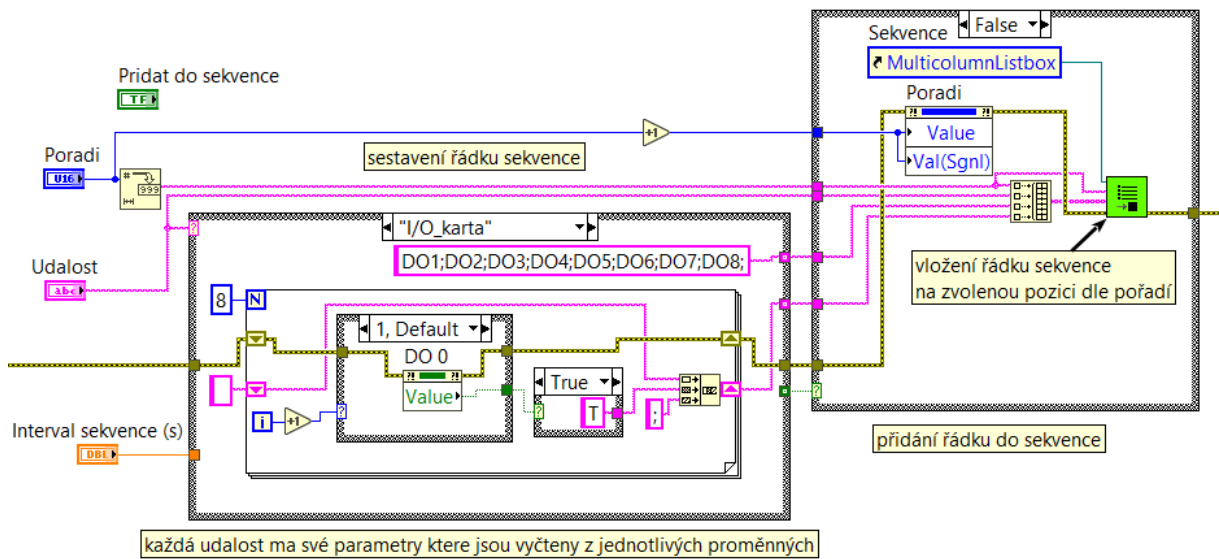 False
Sekvence
MulticolumnListbox
Pridat do sekvence
TF
Poradi
Value
Val(Sgnl)
+1
Poradi
U16
sestavení řádku sekvence
# 999
"I/O_karta"
DO1;DO2;DO3;DO4;DO5;DO6;DO7;DO8;
Udalost
abc
vložení řádku sekvence
na zvolenou pozici dle pořadí
8 N
1, Default
DO 0
Value
True
T
;
i +1
Interval sekvence (s)
DBL
přidání řádku do sekvence
každá udalost ma své parametry ktere jsou vyčteny z jednotlivých proměnných